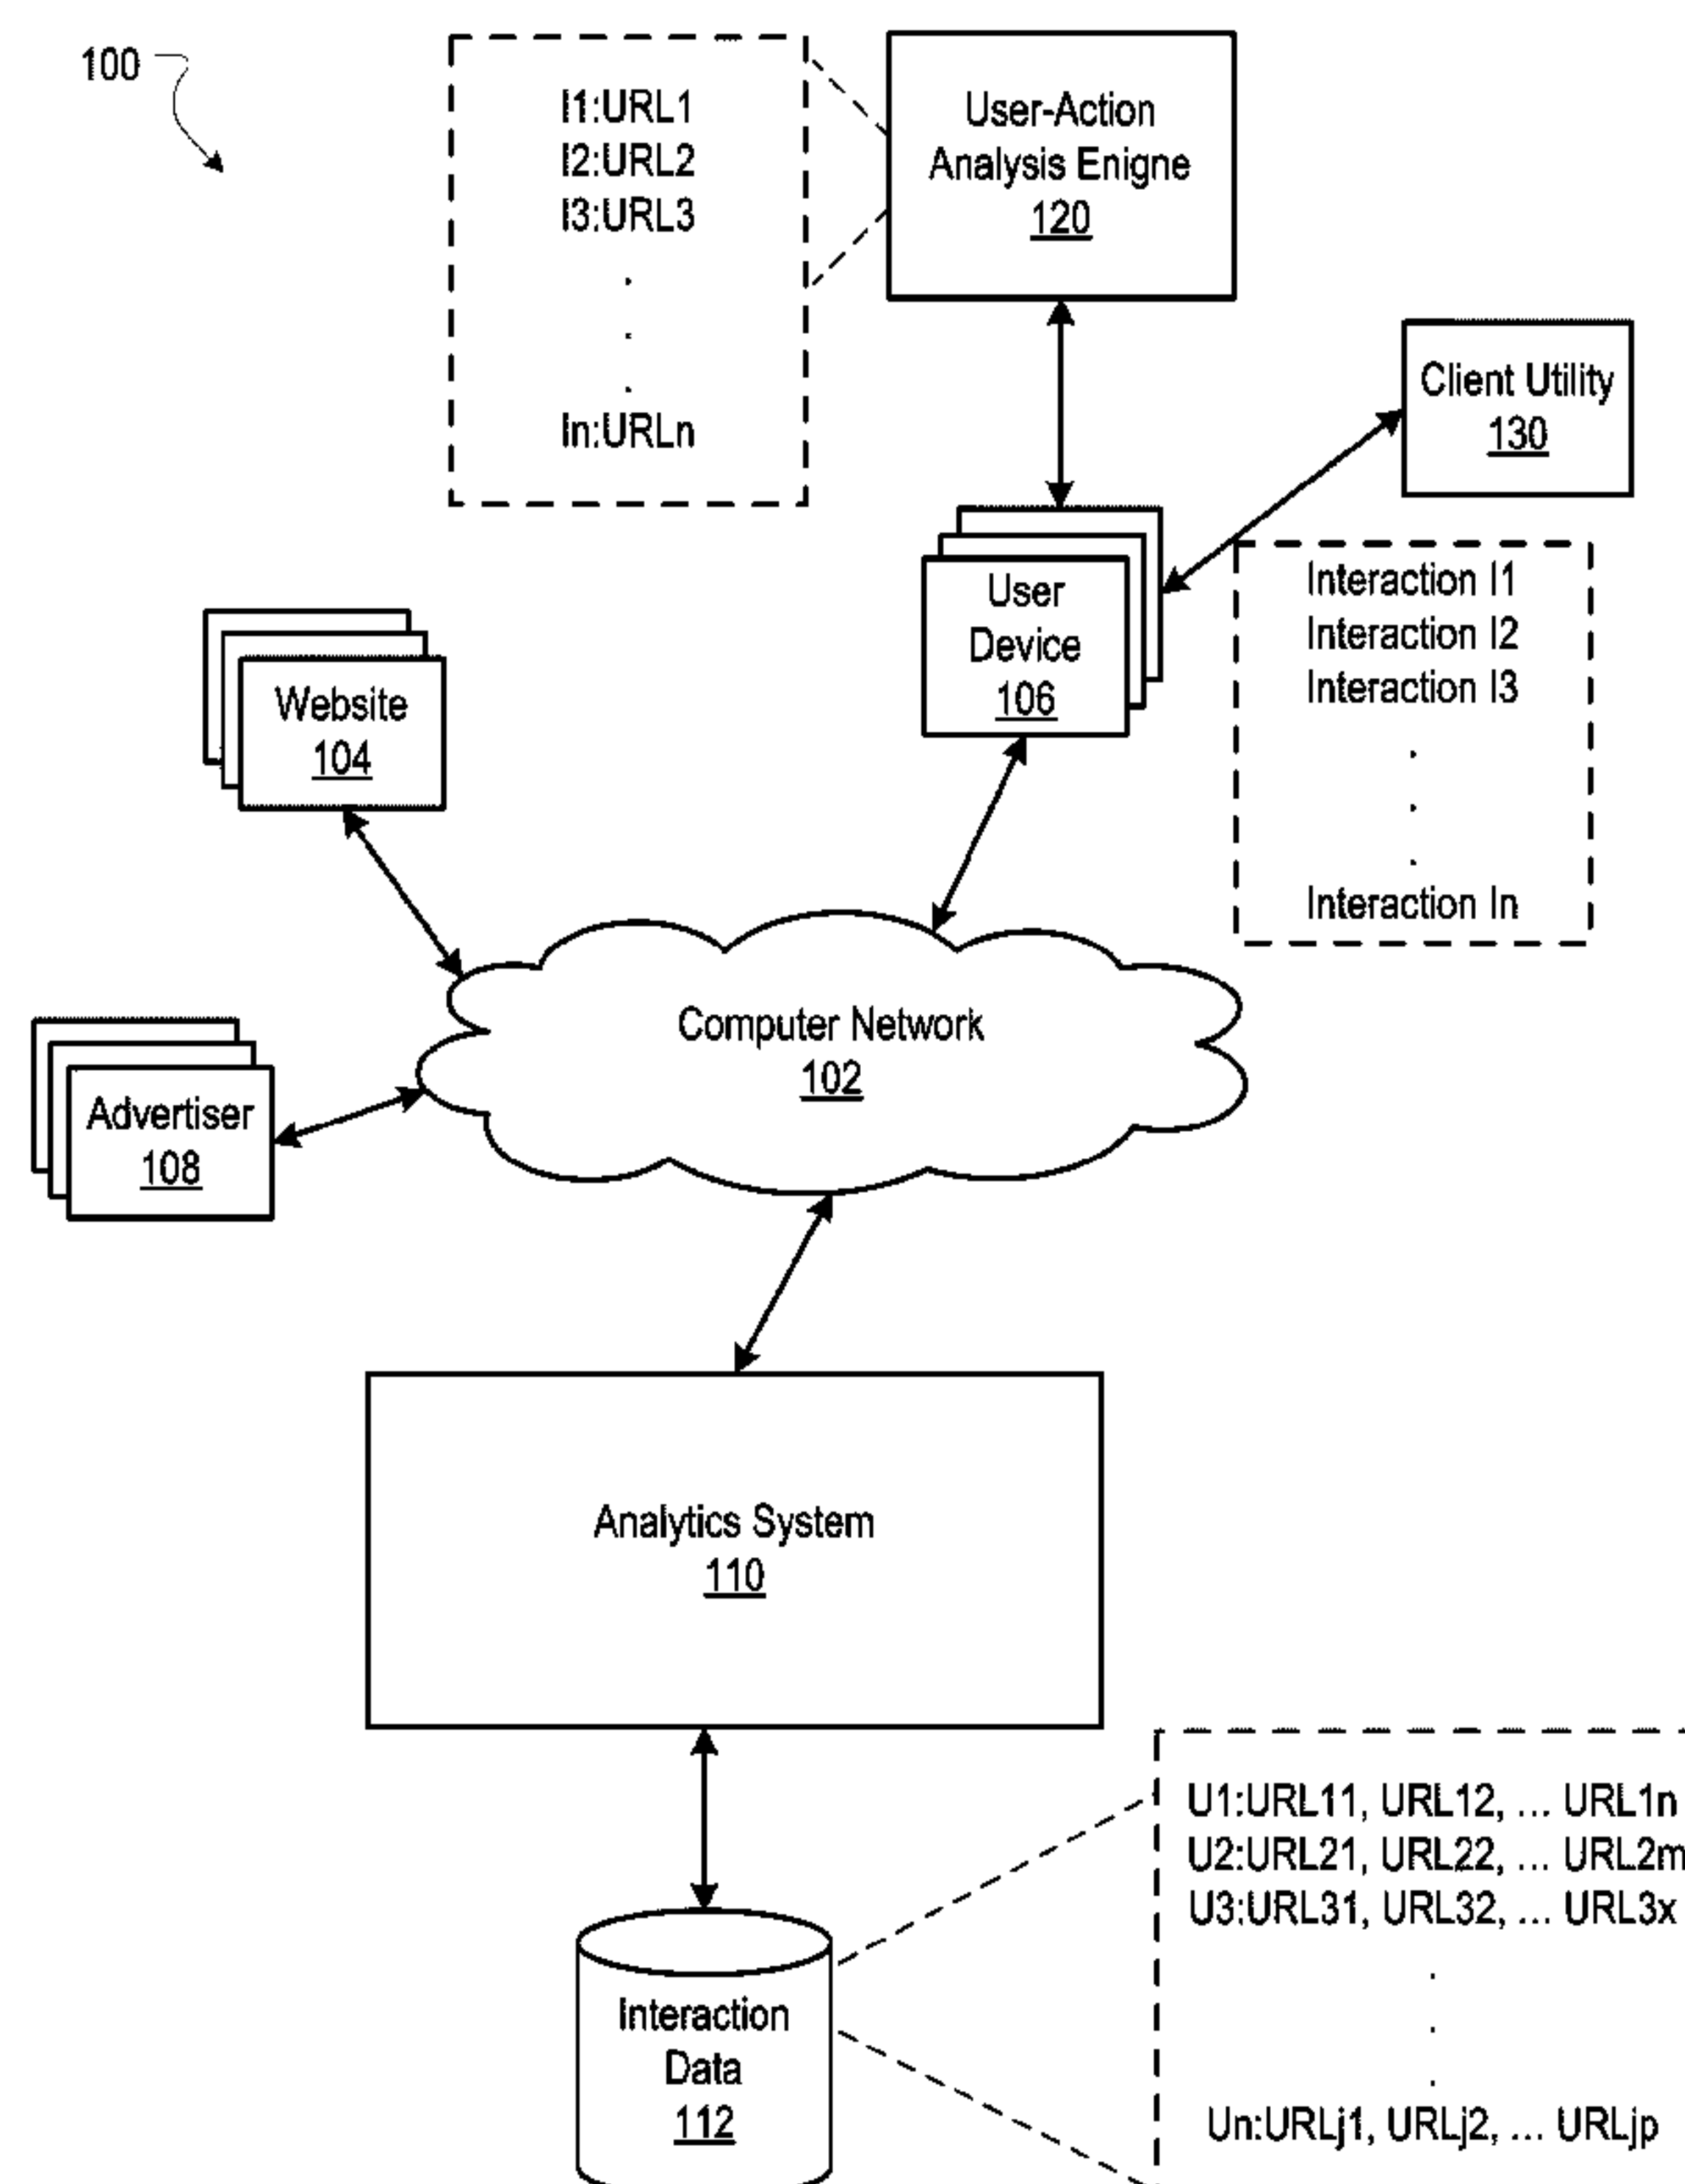 100
I1:URL1
I2:URL2
I3:URL3
.
.
.
In:URLn
User-Action
Analysis Enigne
120
Client Utility
130
User
Device
106
Interaction I1
Interaction I2
Interaction I3
.
.
.
Interaction In
Website
104
Computer Network
102
Advertiser
108
Analytics System
110
Interaction
Data
112
U1:URL11, URL12, ... URL1n
U2:URL21, URL22, ... URL2m
U3:URL31, URL32, ... URL3x
.
.
.
Un:URLj1, URLj2, ... URLjp